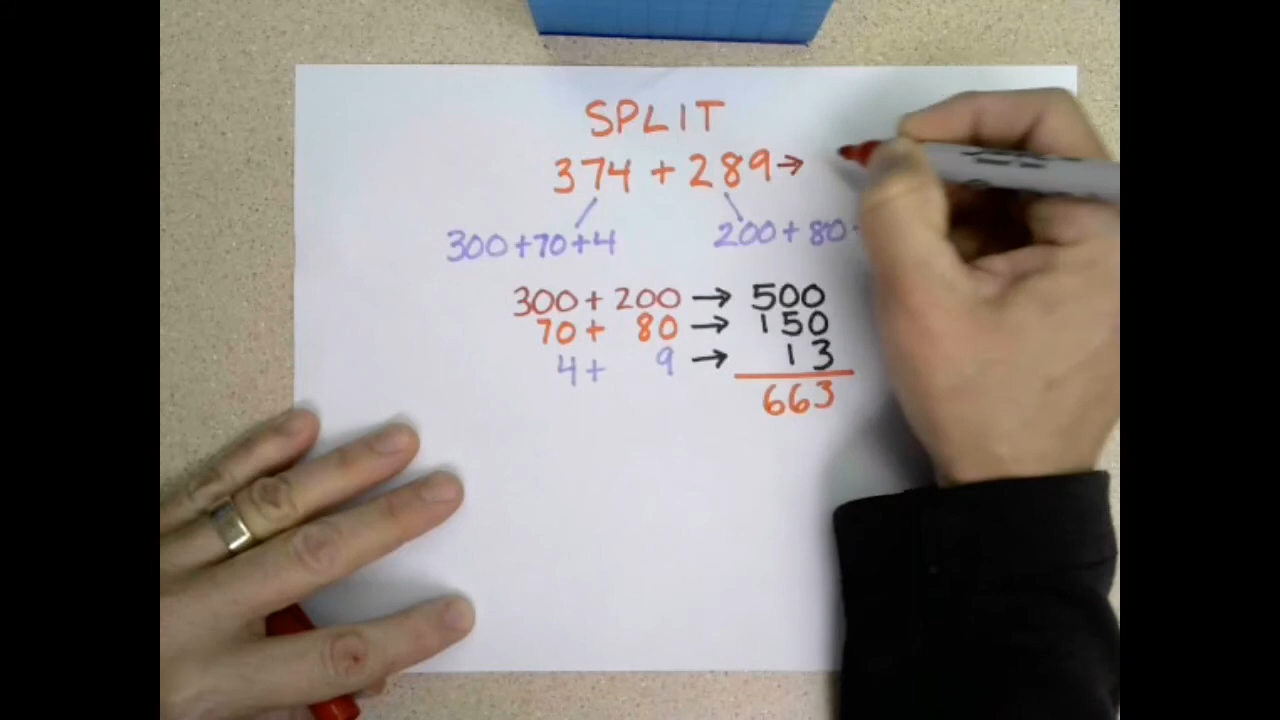 SPLIT
374 + 289 →
300+70+4 200+80
300+ 200 → 500
70+ 80 → 150
4+ 9 → 13
663